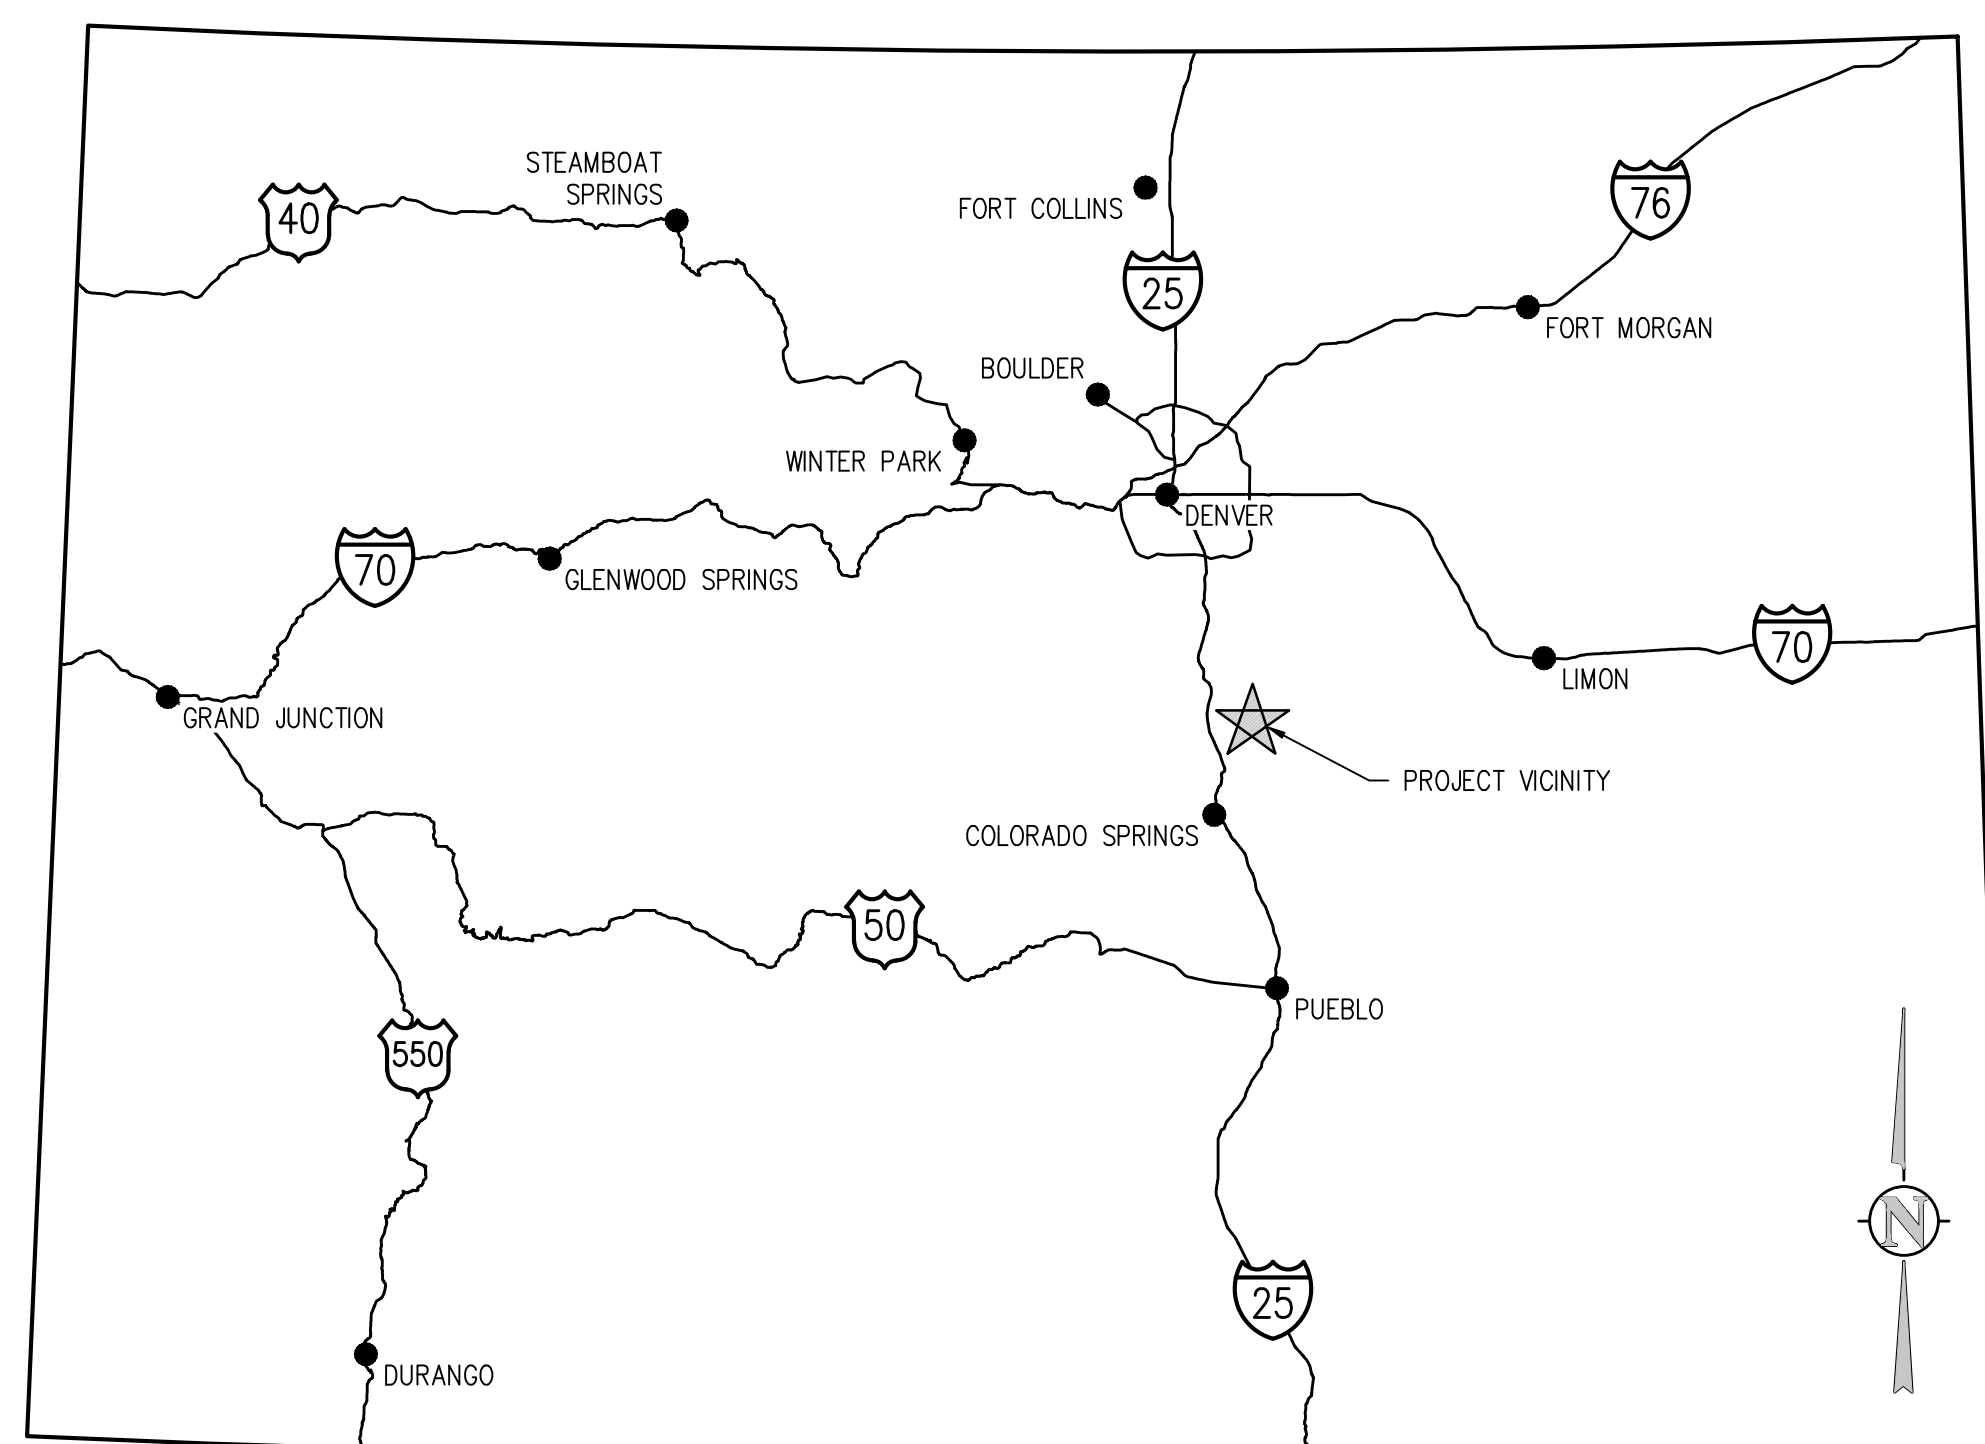 STEAMBOAT
SPRINGS
40
FORT COLLINS
76
25
FORT MORGAN
BOULDER
WINTER PARK
DENVER
70
GLENWOOD SPRINGS
70
LIMON
GRAND JUNCTION
PROJECT VICINITY
COLORADO SPRINGS
50
PUEBLO
550
N
25
DURANGO